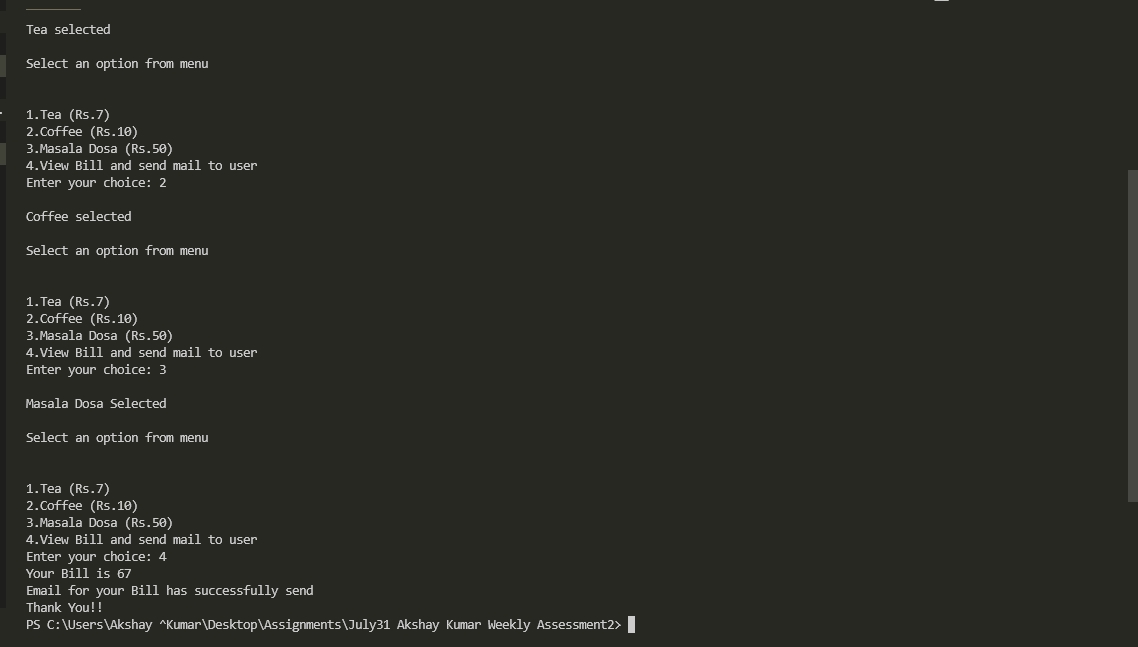 Tea selected
Select an option from menu
1.Tea (Rs.7)
2.Coffee (Rs.10)
3.Masala Dosa (Rs.50)
4.View Bill and send mail to user
Enter your choice: 2
Coffee selected
Select an option from menu
1.Tea (Rs.7)
2.Coffee (Rs.10)
3.Masala Dosa (Rs.50)
4.View Bill and send mail to user
Enter your choice: 3
Masala Dosa Selected
Select an option from menu
1.Tea (Rs.7)
2.Coffee (Rs.10)
3.Masala Dosa (Rs.50)
4.View Bill and send mail to user
Enter your choice: 4
Your Bill is 67
Email for your Bill has successfully send
Thank You!!
PS C:\Users\Akshay ^Kumar\Desktop\Assignments\July31 Akshay Kumar Weekly Assessment2>